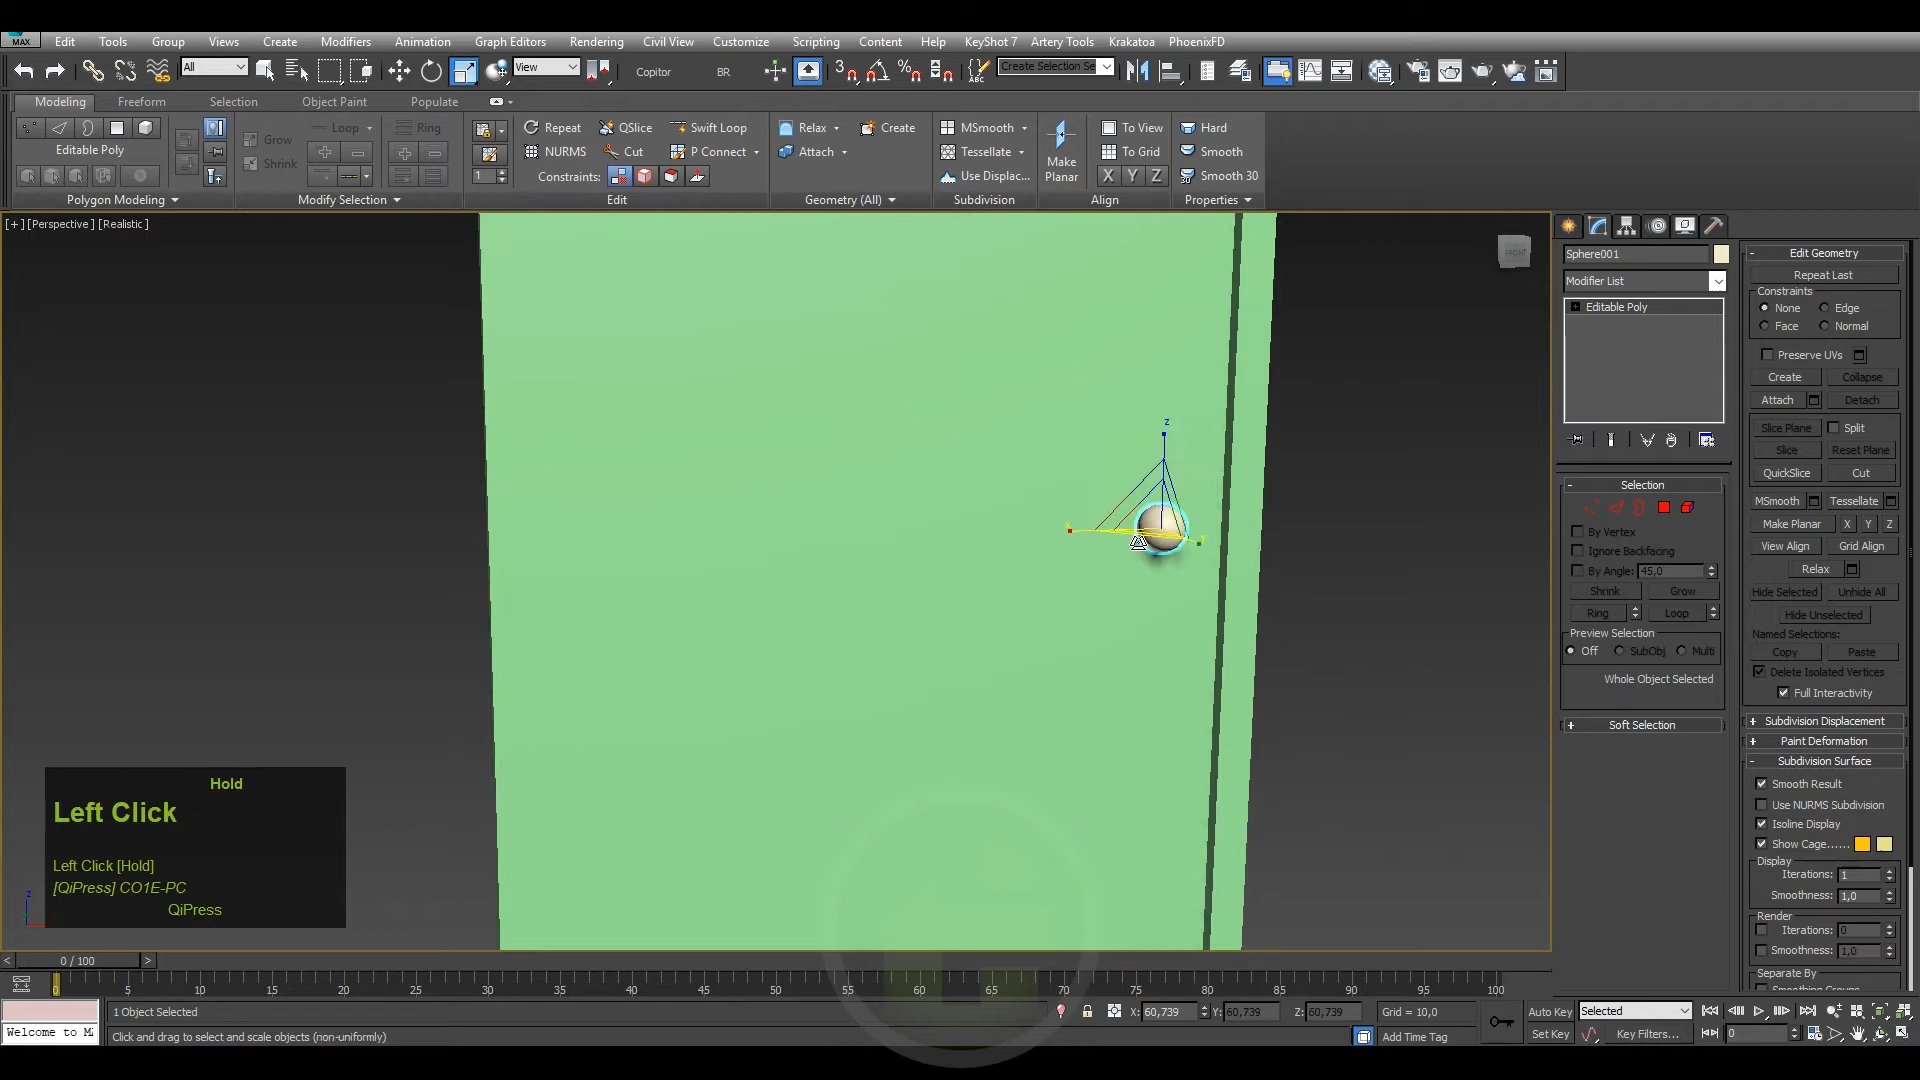 MAX Edit Tools Group Views Create Modifiers Animation Graph Editors Rendering Civil View Customize Scripting Content Help KeyShot 7 Artery Tools Krakatoa PhoenixFD
All View Copitor BR 3 % ABC Create Selection Se
Modeling Freeform Selection Object Paint Populate
Editable Poly
Polygon Modeling
Grow Loop Ring
Shrink
Modify Selection
1
Repeat QSlice Swift Loop
NURMS Cut P Connect
Constraints:
Edit
Relax Create
Attach
Geometry (All)
MSmooth
Tessellate
Use Displac...
Subdivision
Make
Planar
To View
To Grid
X Y Z
Align
Hard
Smooth
30 Smooth 30
Properties
[+] [Perspective ] [Realistic ]
FRONT
z
x
y
Hold
Left Click
Left Click [Hold]
[QiPress] CO1E-PC
QiPress
z
Sphere001
Modifier List
Editable Poly
Selection
By Vertex
Ignore Backfacing
By Angle: 45,0
Shrink Grow
Ring Loop
Preview Selection
Off SubObj Multi
Whole Object Selected
+ Soft Selection
- Edit Geometry
Repeat Last
Constraints
None Edge
Face Normal
Preserve UVs
Create Collapse
Attach Detach
Slice Plane Split
Slice Reset Plane
QuickSlice Cut
MSmooth Tessellate
Make Planar X Y Z
View Align Grid Align
Relax
Hide Selected Unhide All
Hide Unselected
Named Selections:
Copy Paste
Delete Isolated Vertices
Full Interactivity
+ Subdivision Displacement
+ Paint Deformation
- Subdivision Surface
Smooth Result
Use NURMS Subdivision
Isoline Display
Show Cage......
Display
Iterations: 1
Smoothness: 1,0
Render
Iterations: 0
Smoothness: 1,0
Separate By
Smoothing Groups
< 0 / 100 >
0 5 10 15 20 25 30 35 40 45 50 55 60 65 70 75 80 85 90 95 100
1 Object Selected X: 60,739 Y: 60,739 Z: 60,739 Grid = 10,0 Auto Key Selected
Welcome to Click and drag to select and scale objects (non-uniformly) Add Time Tag Set Key Key Filters... 0